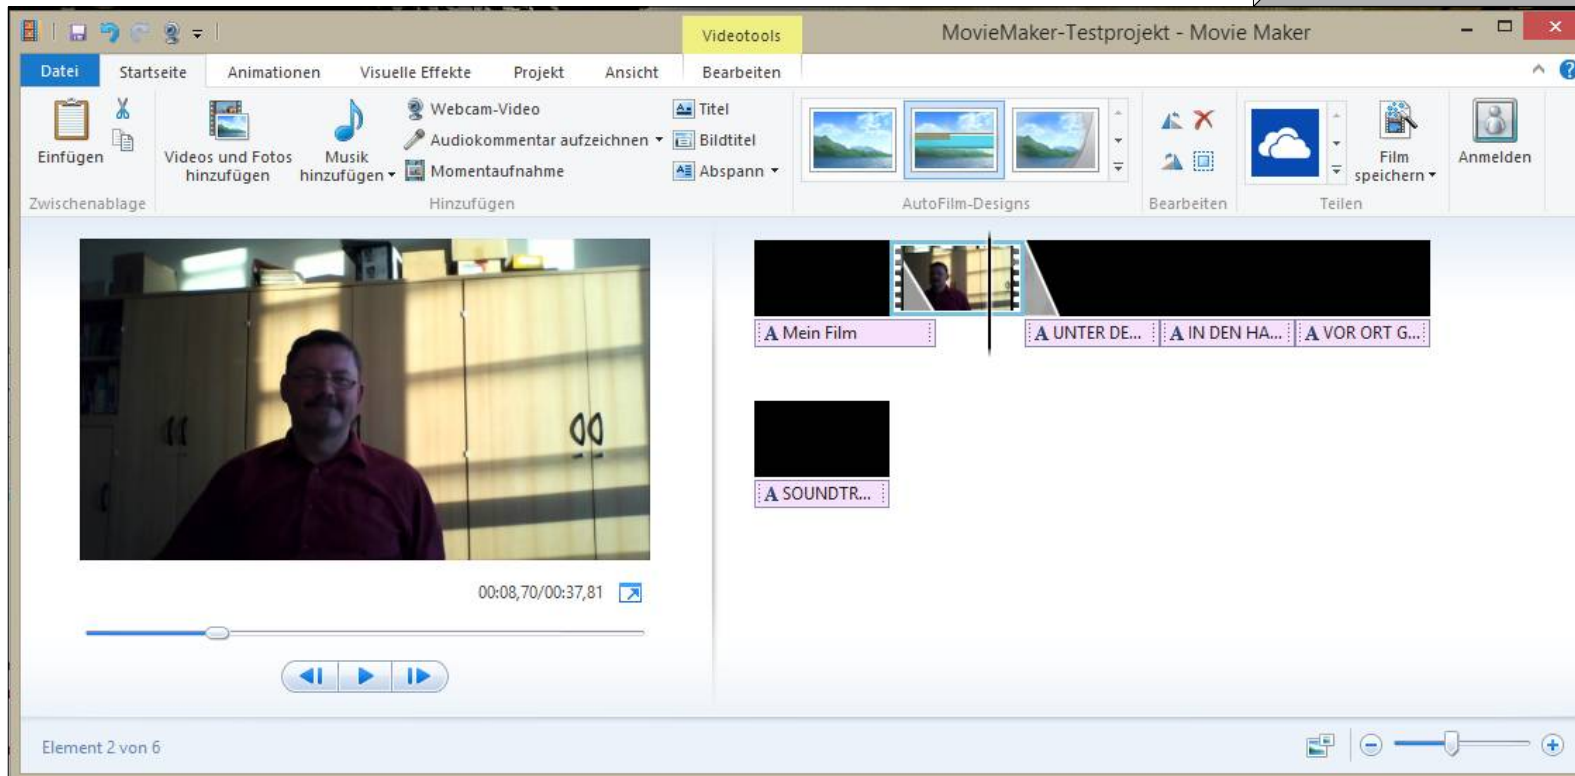 Videotools
MovieMaker-Testprojekt - Movie Maker
Datei Startseite Animationen Visuelle Effekte Projekt Ansicht Bearbeiten
Einfügen
Zwischenablage
Videos und Fotos
hinzufügen
Musik
hinzufügen
Webcam-Video
Audiokommentar aufzeichnen
Momentaufnahme
Titel
Bildtitel
Abspann
Hinzufügen
AutoFilm-Designs
Bearbeiten
Film
speichern
Teilen
Anmelden
A Mein Film
A UNTER DE... A IN DEN HA... A VOR ORT G...
A SOUNDTR...
00:08,70/00:37,81
Element 2 von 6